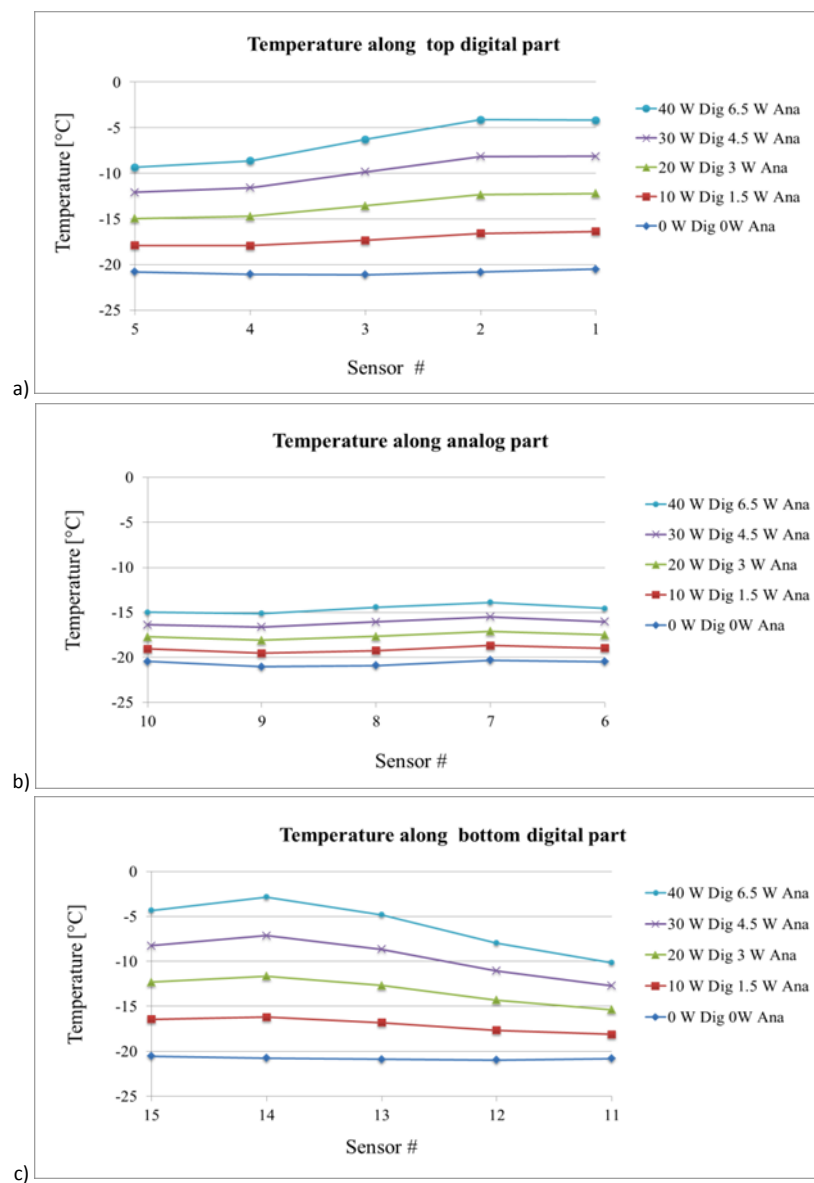 Temperature along top digital part
Temperature [°C]
0
-5
-10
-15
-20
-25
5 4 3 2 1
Sensor #
40 W Dig 6.5 W Ana
30 W Dig 4.5 W Ana
20 W Dig 3 W Ana
10 W Dig 1.5 W Ana
0 W Dig 0W Ana
a)
Temperature along analog part
Temperature [°C]
0
-5
-10
-15
-20
-25
10 9 8 7 6
Sensor #
40 W Dig 6.5 W Ana
30 W Dig 4.5 W Ana
20 W Dig 3 W Ana
10 W Dig 1.5 W Ana
0 W Dig 0W Ana
b)
Temperature along bottom digital part
Temperature [°C]
0
-5
-10
-15
-20
-25
15 14 13 12 11
Sensor #
40 W Dig 6.5 W Ana
30 W Dig 4.5 W Ana
20 W Dig 3 W Ana
10 W Dig 1.5 W Ana
0 W Dig 0W Ana
c)